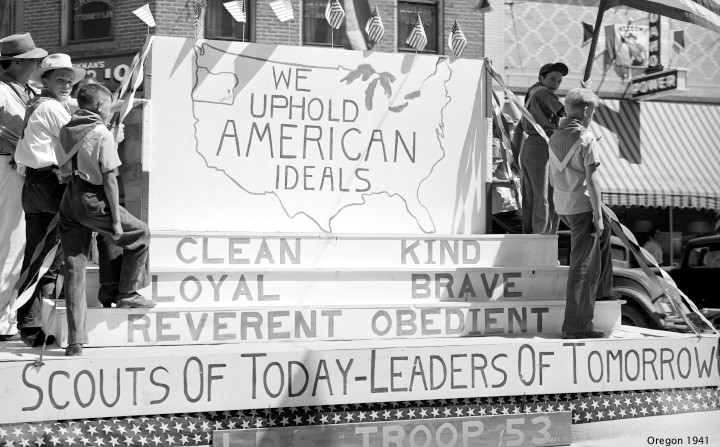 WE
UPHOLD
AMERICAN
IDEALS
CLEAN KIND
LOYAL BRAVE
REVERENT OBEDIENT
SCOUTS OF TODAY-LEADERS OF TOMORROW
TROOP 53
Oregon 1941